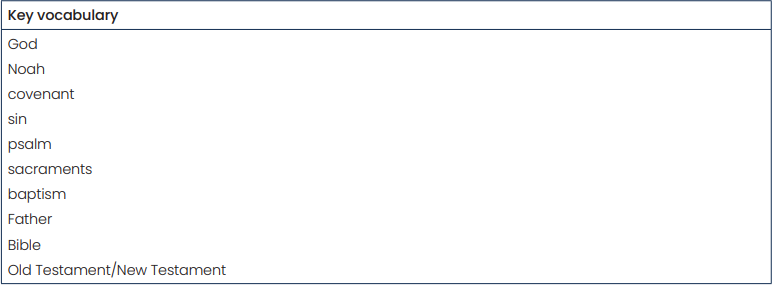 Key vocabulary
God
Noah
covenant
sin
psalm
sacraments
baptism
Father
Bible
Old Testament/New Testament